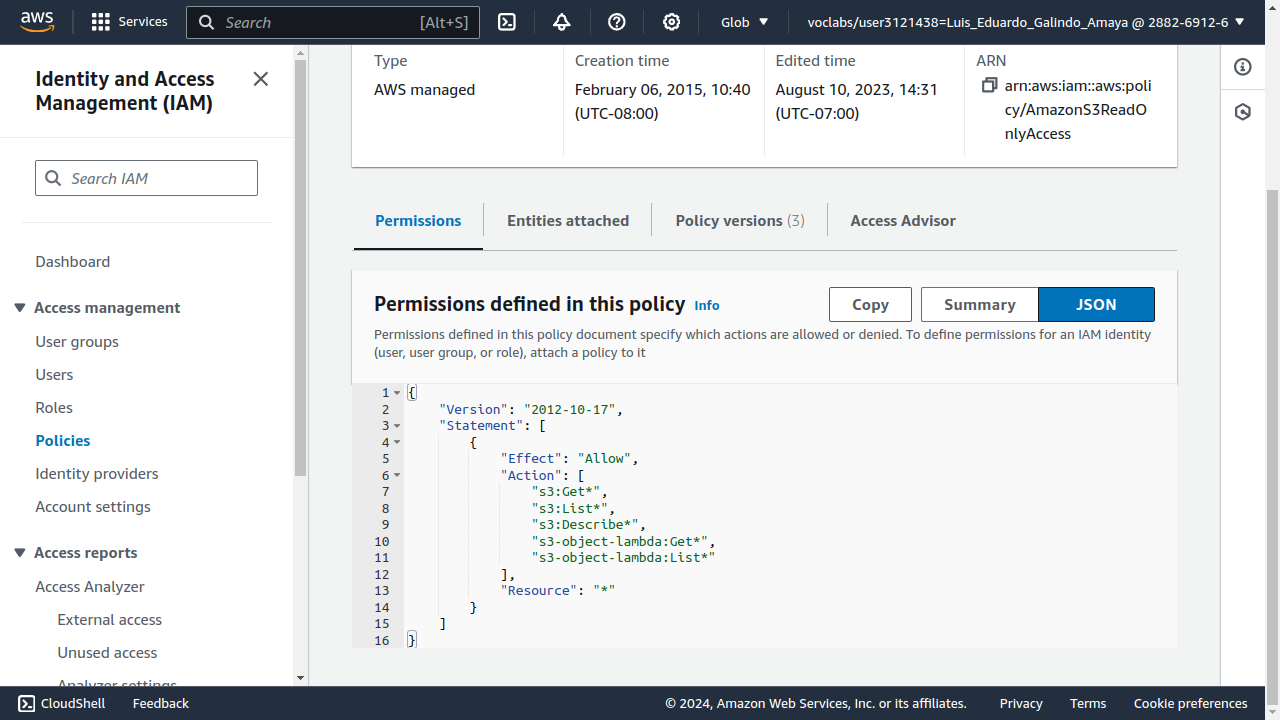 aws
Services
Search [Alt+S]
Glob
voclabs/user3121438=Luis_Eduardo_Galindo_Amaya @ 2882-6912-6
Identity and Access
Management (IAM)
Search IAM
Dashboard
Access management
User groups
Users
Roles
Policies
Identity providers
Account settings
Access reports
Access Analyzer
External access
Unused access
Analyzer settings
Type
AWS managed
Creation time
February 06, 2015, 10:40
(UTC-08:00)
Edited time
August 10, 2023, 14:31
(UTC-07:00)
ARN
arn:aws:iam::aws:poli
cy/AmazonS3ReadO
nlyAccess
Permissions
Entities attached
Policy versions (3)
Access Advisor
Permissions defined in this policy Info
Copy
Summary
JSON
Permissions defined in this policy document specify which actions are allowed or denied. To define permissions for an IAM identity
(user, user group, or role), attach a policy to it
1 {
2 "Version": "2012-10-17",
3 "Statement": [
4 {
5 "Effect": "Allow",
6 "Action": [
7 "s3:Get*",
8 "s3:List*",
9 "s3:Describe*",
10 "s3-object-lambda:Get*",
11 "s3-object-lambda:List*"
12 ],
13 "Resource": "*"
14 }
15 ]
16 }
CloudShell
Feedback
© 2024, Amazon Web Services, Inc. or its affiliates.
Privacy
Terms
Cookie preferences